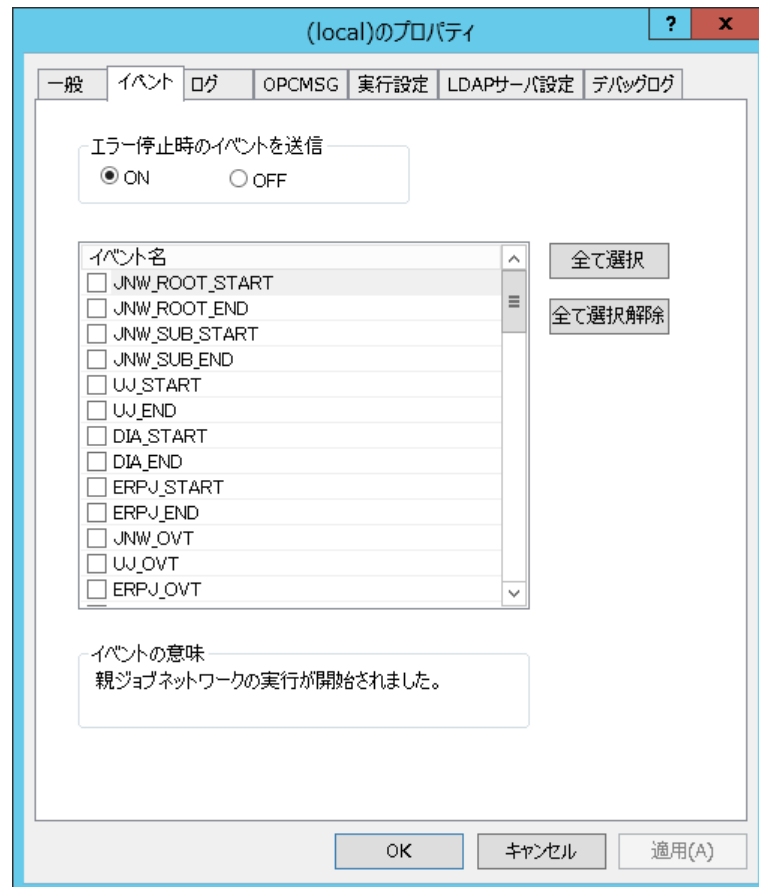 (local)のプロパティ
? x
一般 イベント ログ OPCMSG 実行設定 LDAPサーバ設定 デバッグログ
エラー停止時のイベントを送信
ON OFF
イベント名
JNW_ROOT_START
JNW_ROOT_END
JNW_SUB_START
JNW_SUB_END
UJ_START
UJ_END
DIA_START
DIA_END
ERPJ_START
ERPJ_END
JNW_OVT
UJ_OVT
ERPJ_OVT
全て選択
全て選択解除
イベントの意味
親ジョブネットワークの実行が開始されました。
OK キャンセル 適用(A)